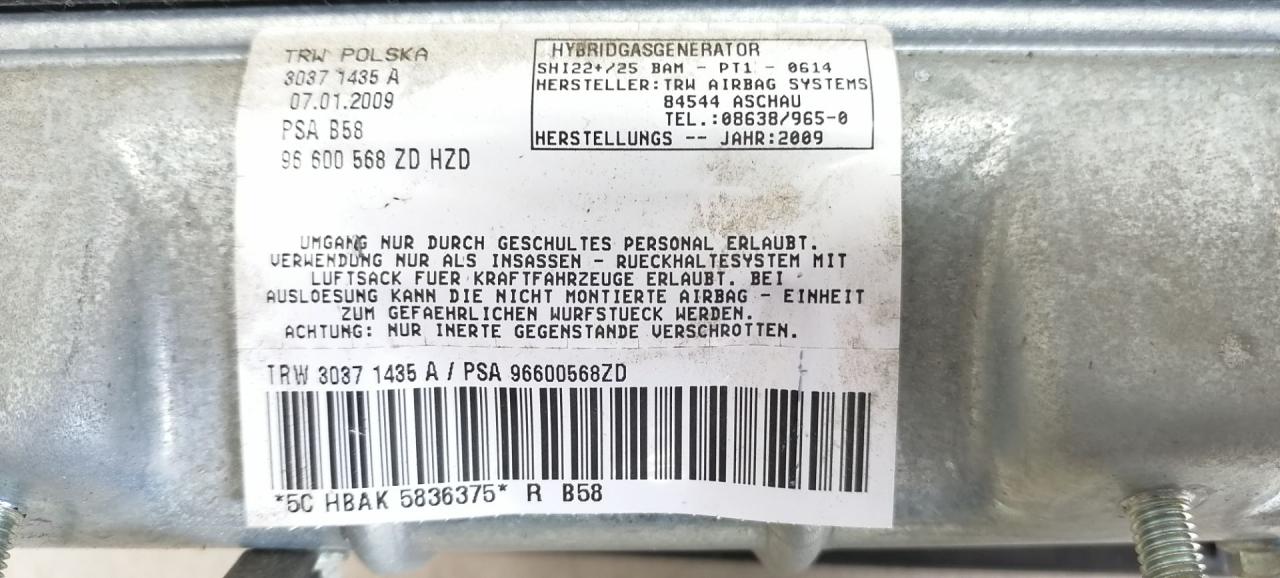 TRW POLSKA
3037 1435 A
07.01.2009
PSA B58
96 600 568 ZD HZD
HYBRIDGASGENERATOR
SHI22+/25 BAM - PT1 - 0614
HERSTELLER:TRW AIRBAG SYSTEMS
84544 ASCHAU
TEL.:08638/965-0
HERSTELLUNGS -- JAHR:2009
UMGANG NUR DURCH GESCHULTES PERSONAL ERLAUBT.
VERWENDUNG NUR ALS INSASSEN - RUECKHALTESYSTEM MIT
LUFTSACK FUER KRAFTFAHRZEUGE ERLAUBT. BEI
AUSLOESUNG KANN DIE NICHT MONTIERTE AIRBAG - EINHEIT
ZUM GEFAEHRLICHEN WURFSTUECK WERDEN.
ACHTUNG: NUR INERTE GEGENSTANDE VERSCHROTTEN.
TRW 3037 1435 A / PSA 96600568ZD
*5C HBAK 5836375* R B58